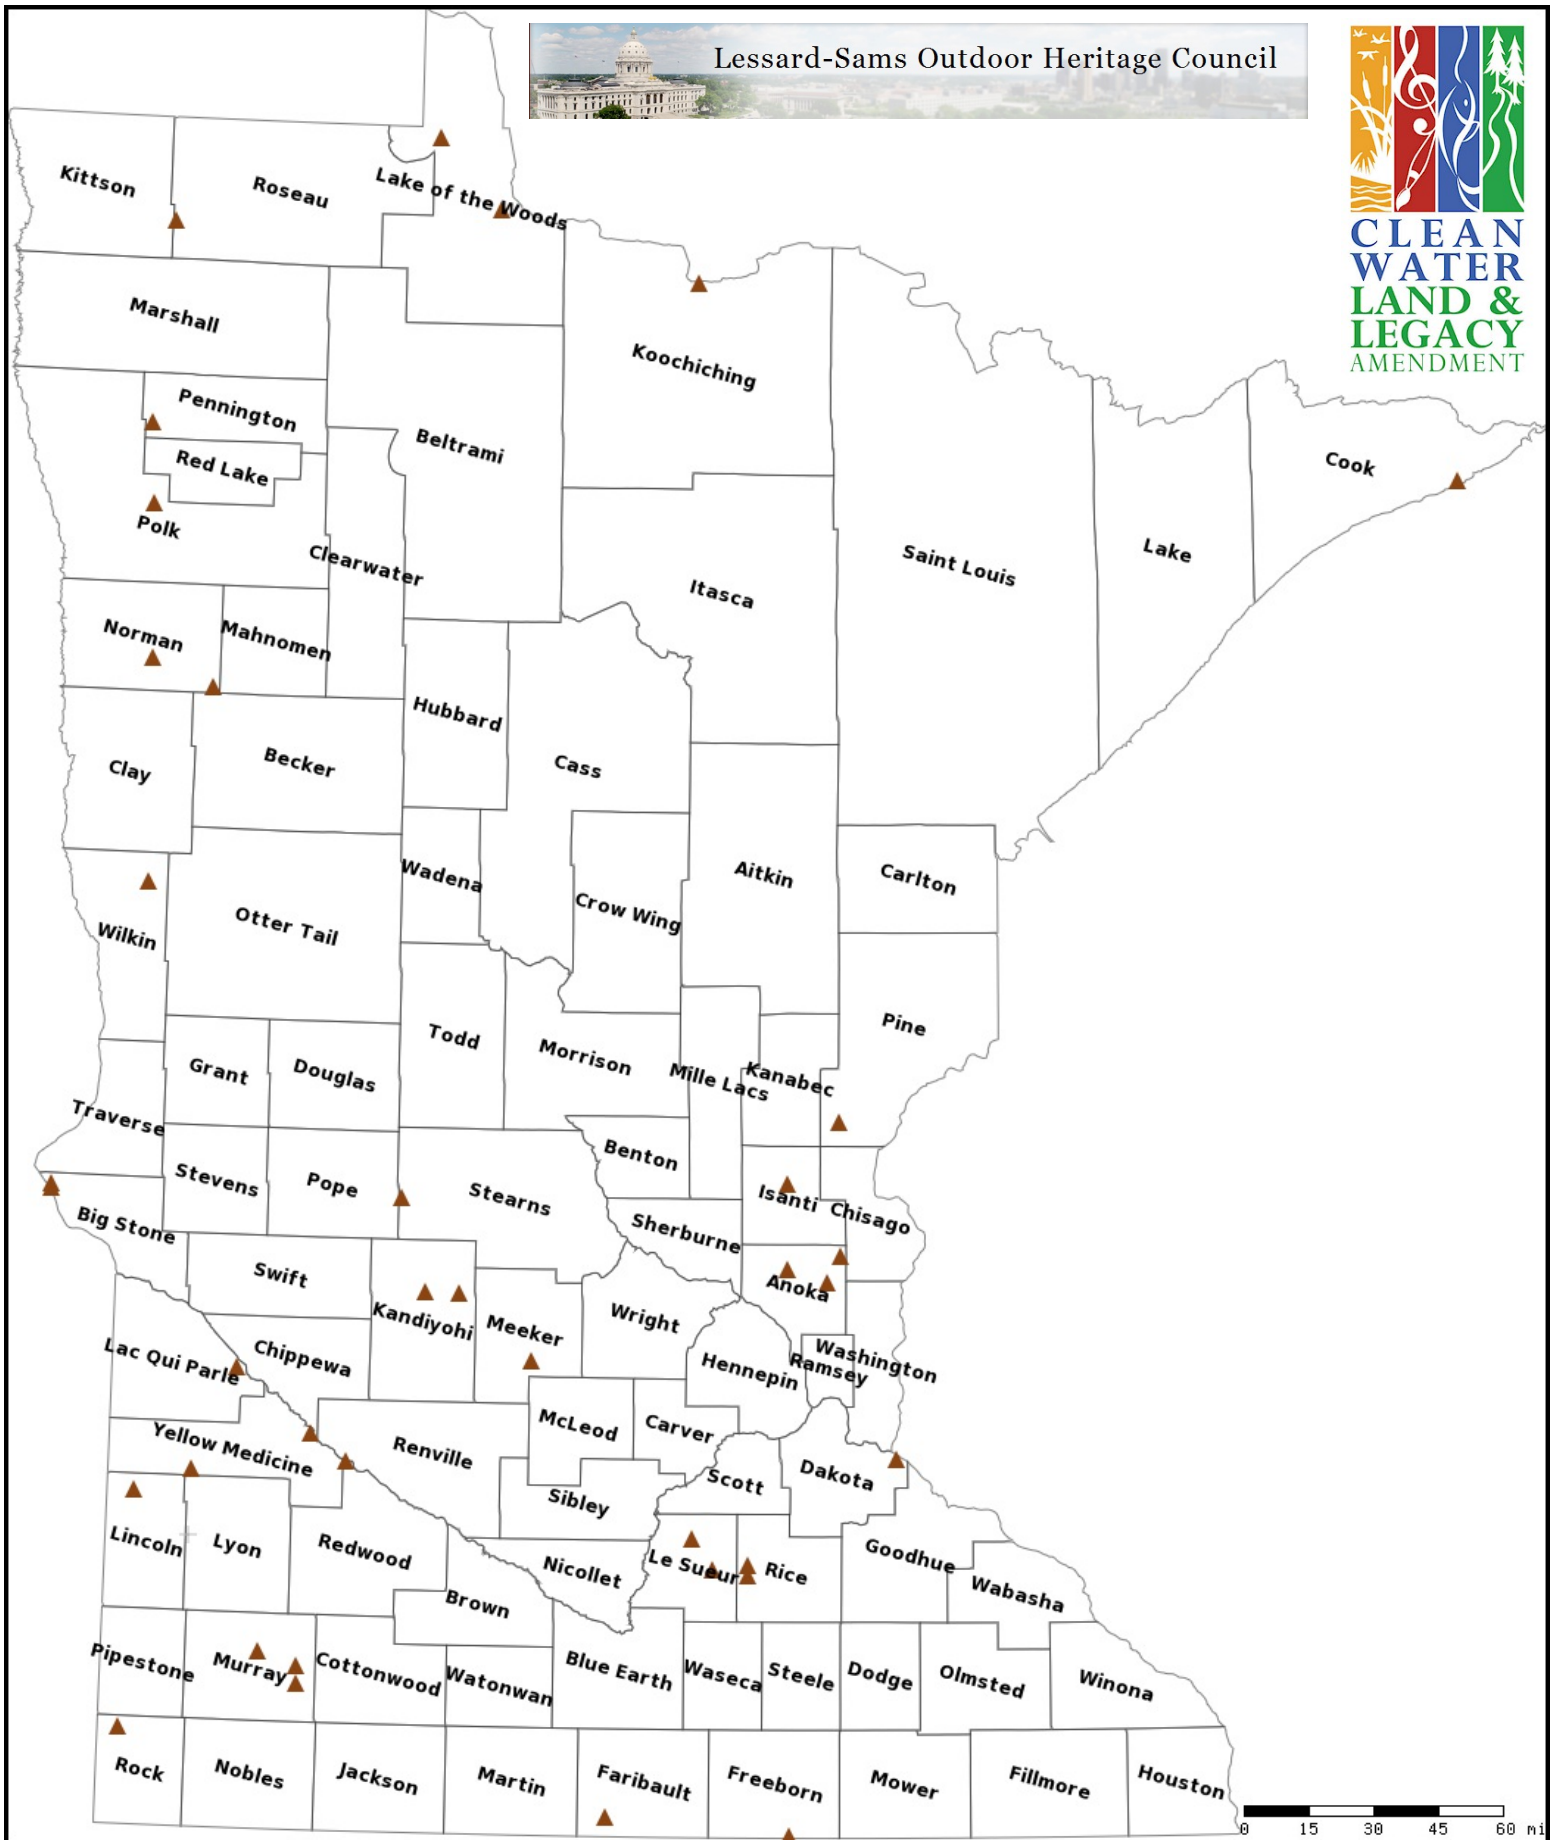 Lessard-Sams Outdoor Heritage Council
CLEAN
WATER
LAND &
LEGACY
AMENDMENT
Kittson
Roseau
Lake of the Woods
Marshall
Koochiching
Pennington
Beltrami
Red Lake
Cook
Polk
Clearwater
Saint Louis
Lake
Itasca
Norman
Mahnomen
Hubbard
Becker
Clay
Cass
Wadena
Aitkin
Carlton
Crow Wing
Otter Tail
Wilkin
Pine
Todd
Morrison
Grant
Douglas
Mille Lacs
Kanabec
Traverse
Benton
Stevens
Pope
Stearns
Isanti
Chisago
Big Stone
Sherburne
Swift
Anoka
Kandiyohi
Meeker
Wright
Lac Qui Parle
Chippewa
Hennepin
Ramsey
Washington
McLeod
Carver
Yellow Medicine
Renville
Scott
Dakota
Sibley
Lincoln
Lyon
Redwood
Nicollet
Le Sueur
Rice
Goodhue
Wabasha
Brown
Pipestone
Murray
Cottonwood
Watonwan
Blue Earth
Waseca
Steele
Dodge
Olmsted
Winona
Rock
Nobles
Jackson
Martin
Faribault
Freeborn
Mower
Fillmore
Houston
0 15 30 45 60 mi